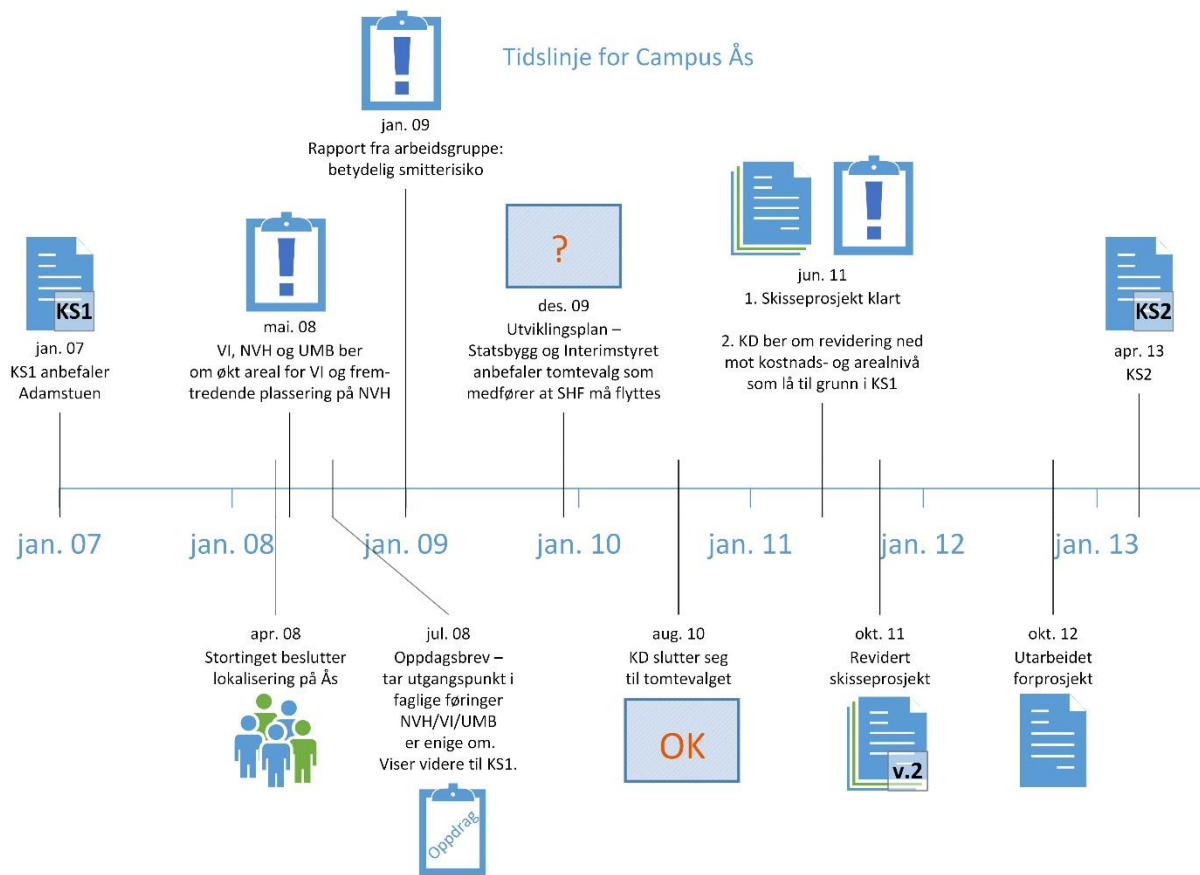 Tidslinje for Campus Ås
jan. 09
Rapport fra arbeidsgruppe:
betydelig smitterisiko
KS1
jan. 07
KS1 anbefaler
Adamstuen
mai. 08
VI, NVH og UMB ber
om økt areal for VI og frem-
tredende plassering på NVH
?
des. 09
Utviklingsplan –
Statsbygg og Interimstyret
anbefaler tomtevalg som
medfører at SHF må flyttes
jun. 11
1. Skisseprosjekt klart
2. KD ber om revidering ned
mot kostnads- og arealnivå
som lå til grunn i KS1
KS2
apr. 13
KS2
jan. 07
jan. 08
jan. 09
jan. 10
jan. 11
jan. 12
jan. 13
apr. 08
Stortinget beslutter
lokalisering på Ås
jul. 08
Oppdagsbrev –
tar utgangspunkt i
faglige føringer
NVH/VI/UMB
er enige om.
Viser videre til KS1.
Oppdrag
aug. 10
KD slutter seg
til tomtevalget
OK
okt. 11
Revidert
skisseprosjekt
v.2
okt. 12
Utarbeidet
forprosjekt